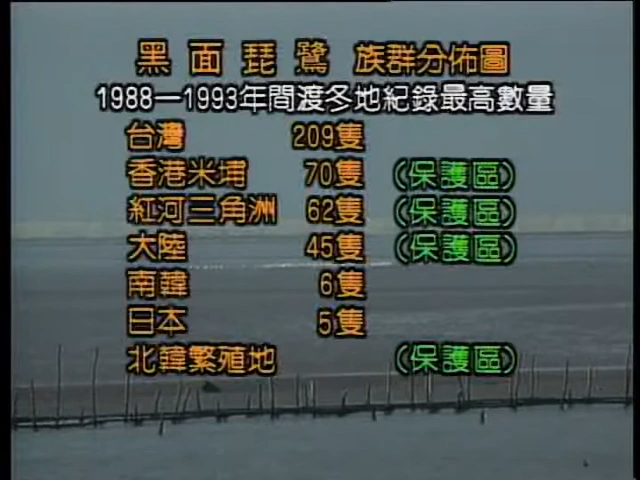 黑面琵鷺 族群分佈圖
1988—1993年間渡冬地紀錄最高數量
台灣 209隻
香港米埔 70隻 (保護區)
紅河三角洲 62隻 (保護區)
大陸 45隻 (保護區)
南韓 6隻
日本 5隻
北韓繁殖地 (保護區)